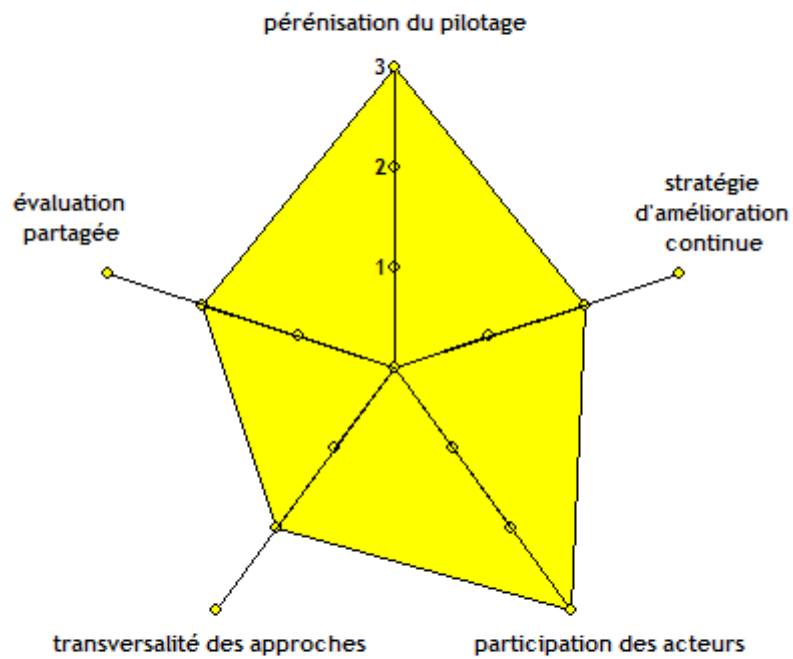 pérénisation du pilotage
3
2
1
évaluation
partagée
stratégie
d'amélioration
continue
transversalité des approches
participation des acteurs